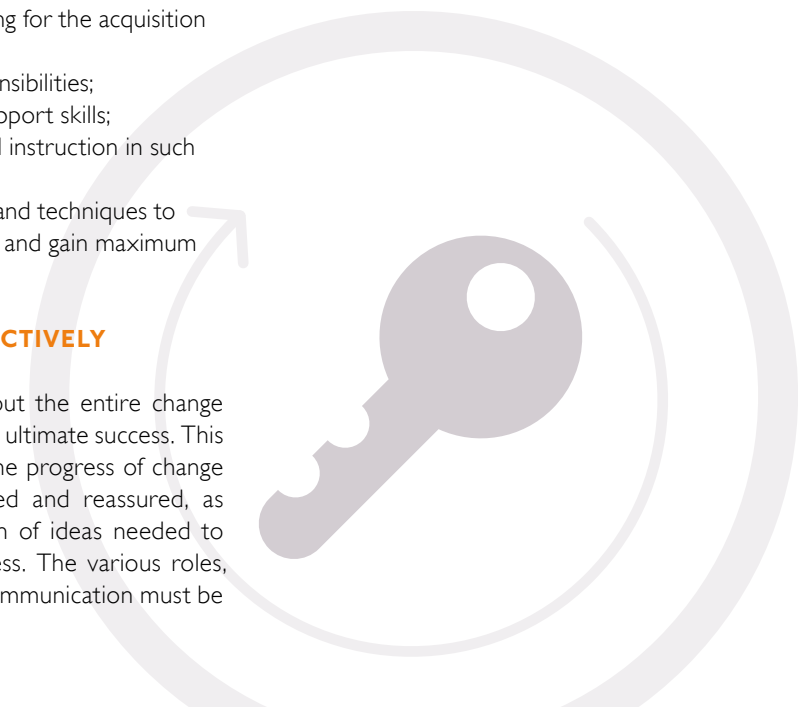 ng for the acquisition
nsibilities;
pport skills;
l instruction in such
and techniques to
and gain maximum
CTIVELY
out the entire change
ultimate success. This
he progress of change
ed and reassured, as
n of ideas needed to
ess. The various roles,
ommunication must be